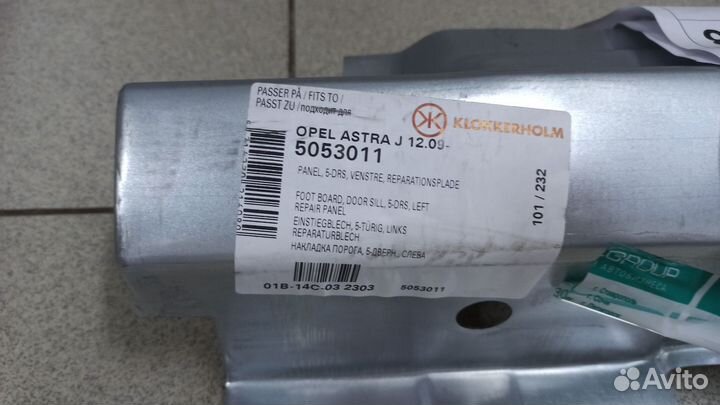 PASSER PÅ / FITS TO /
PASST ZU / подходит для
KLOKKERHOLM
OPEL ASTRA J 12.09-
5053011
PANEL, 5-DRS, VENSTRE, REPARATIONSPLADE
FOOT BOARD, DOOR SILL, 5-DRS, LEFT
REPAIR PANEL
EINSTIEGBLECH, 5-TÜRIG, LINKS
REPARATURBLECH
НАКЛАДКА ПОРОГА, 5-ДВЕРН., СЛЕВА
01B-14C-03 2303
5053011
101 / 232
GROUP
Avito